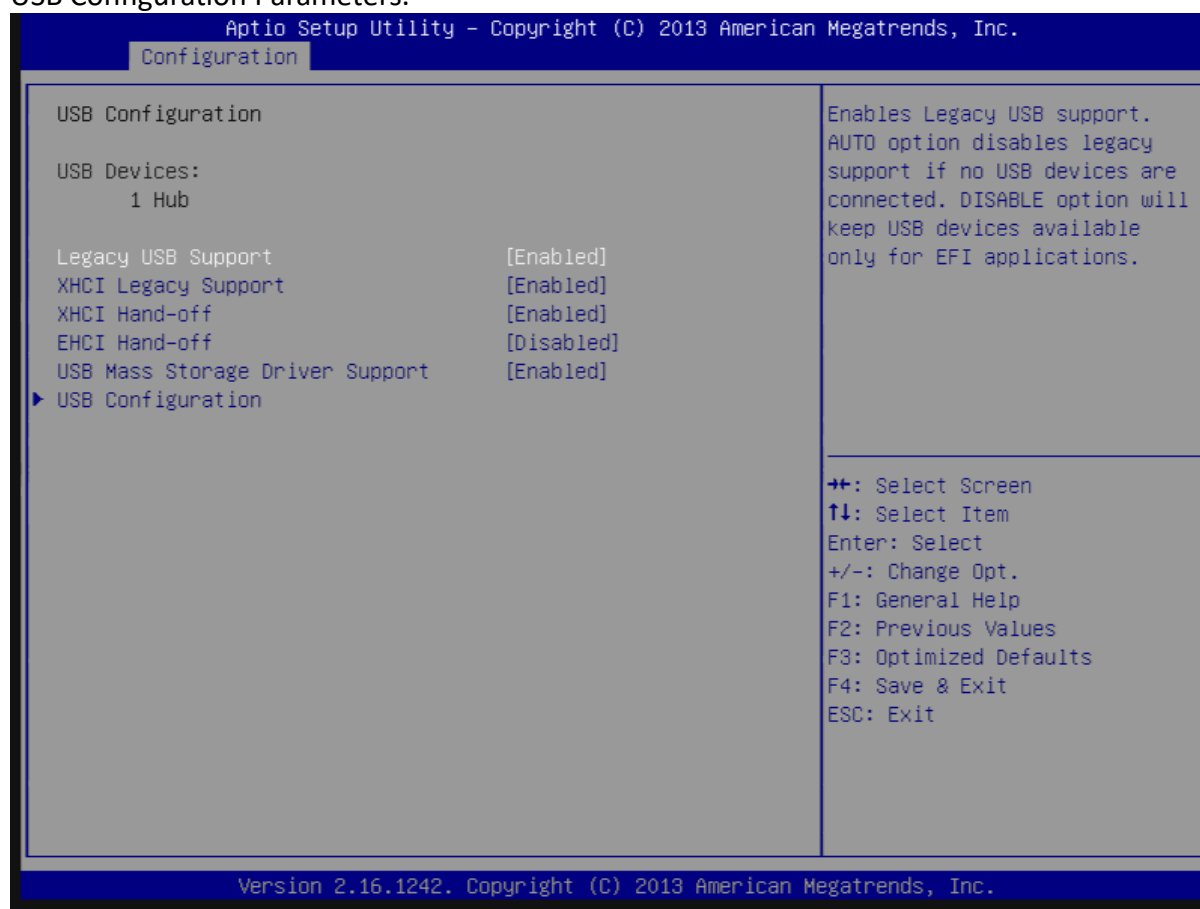 USB Configuration Parameters:
Aptio Setup Utility – Copyright (C) 2013 American Megatrends, Inc.
Configuration
USB Configuration
USB Devices:
1 Hub
Legacy USB Support [Enabled]
XHCI Legacy Support [Enabled]
XHCI Hand-off [Enabled]
EHCI Hand-off [Disabled]
USB Mass Storage Driver Support [Enabled]
► USB Configuration
Enables Legacy USB support.
AUTO option disables legacy
support if no USB devices are
connected. DISABLE option will
keep USB devices available
only for EFI applications.
→←: Select Screen
↑↓: Select Item
Enter: Select
+/-: Change Opt.
F1: General Help
F2: Previous Values
F3: Optimized Defaults
F4: Save & Exit
ESC: Exit
Version 2.16.1242. Copyright (C) 2013 American Megatrends, Inc.